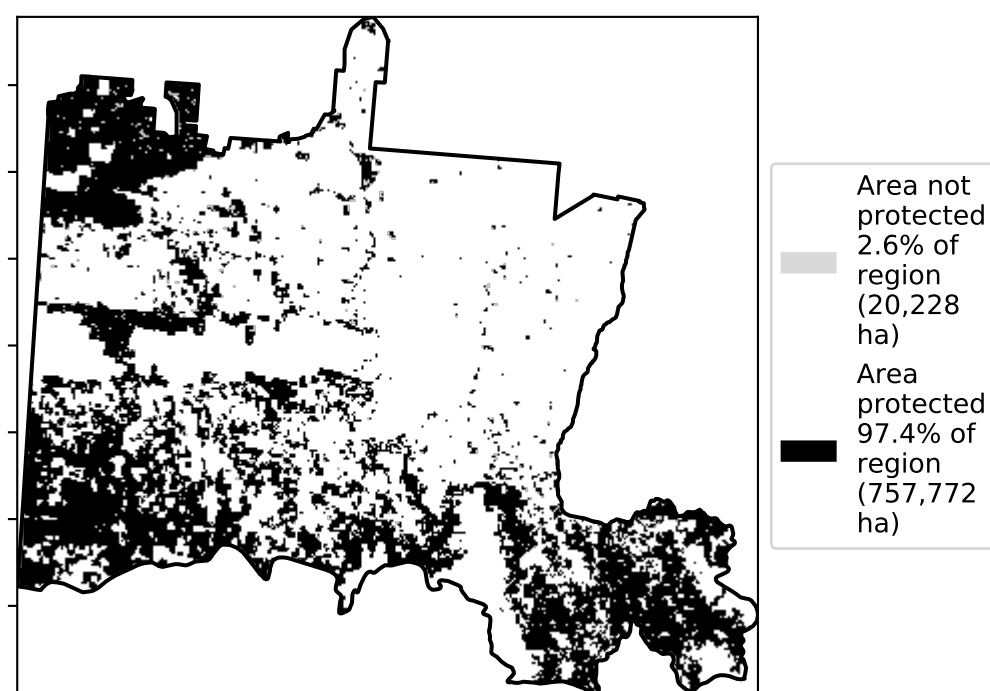 Area not
protected
2.6% of
region
(20,228
ha)
Area
protected
97.4% of
region
(757,772
ha)